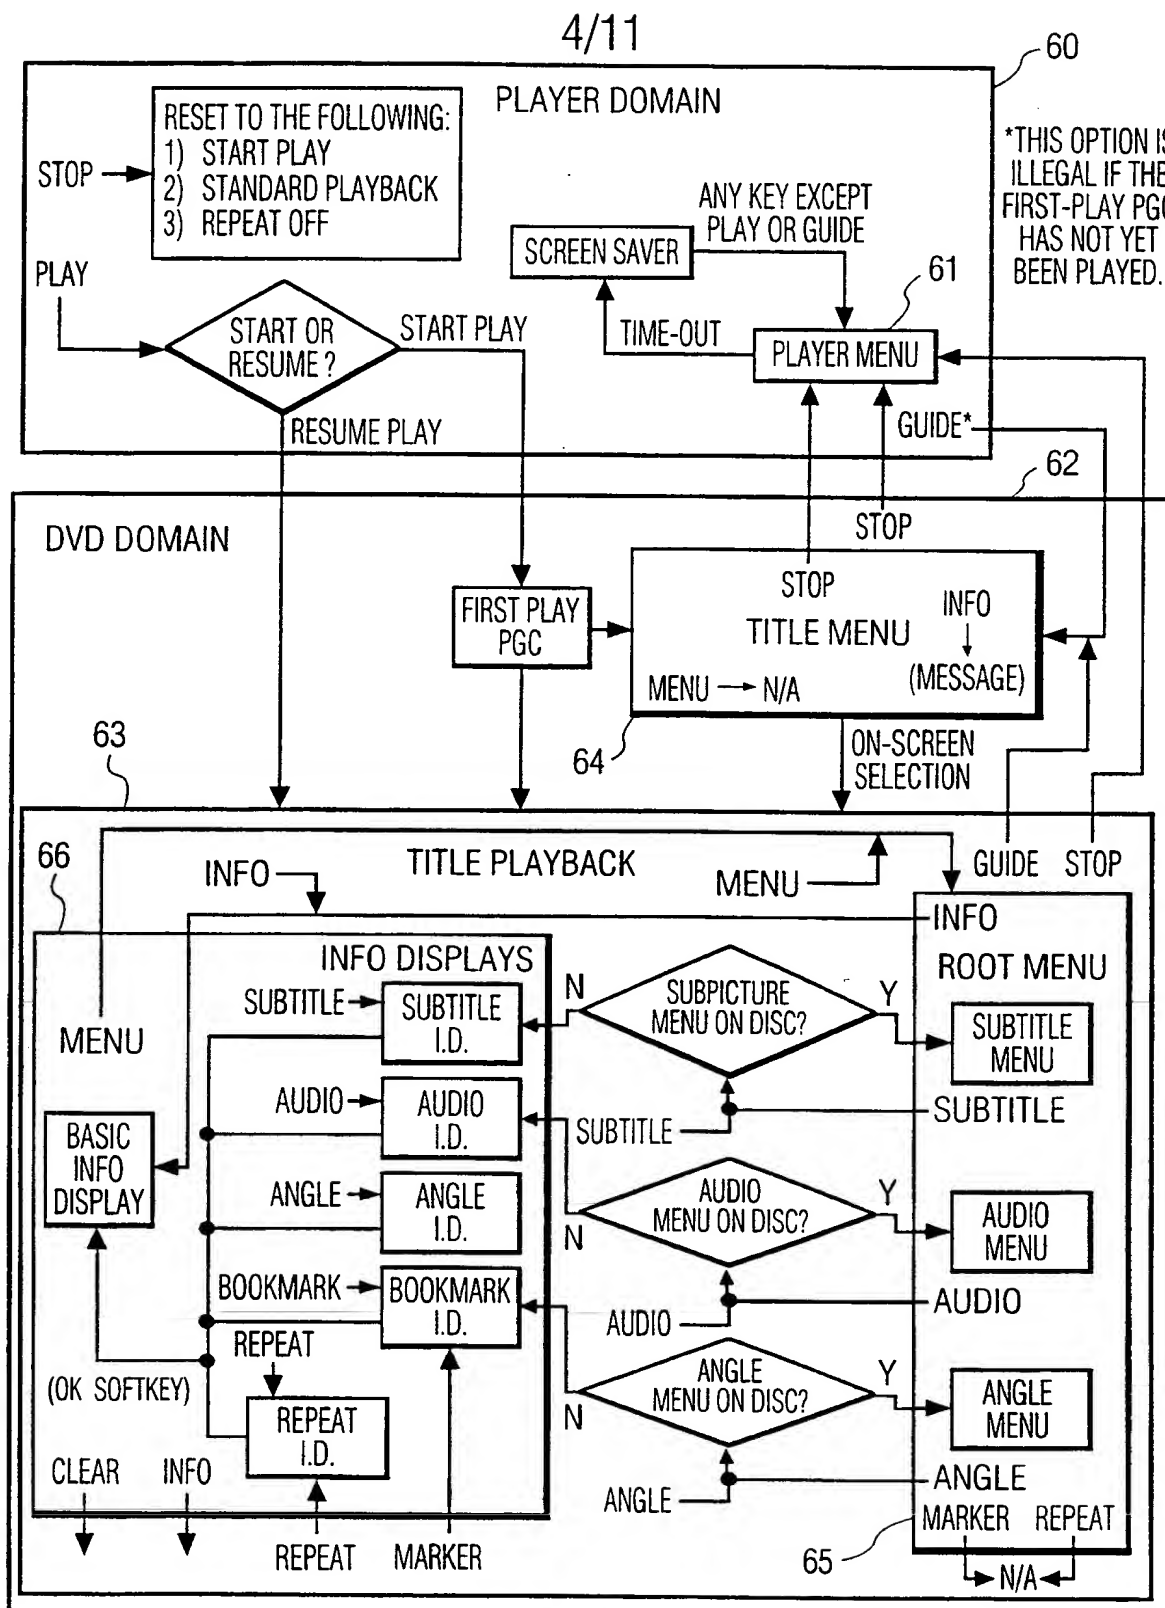 4/11
60
PLAYER DOMAIN
RESET TO THE FOLLOWING:
1) START PLAY
2) STANDARD PLAYBACK
3) REPEAT OFF
STOP
*THIS OPTION IS
ILLEGAL IF THE
FIRST-PLAY PGC
HAS NOT YET
BEEN PLAYED.
ANY KEY EXCEPT
PLAY OR GUIDE
SCREEN SAVER
PLAY
61
START OR
RESUME ?
START PLAY
TIME-OUT
PLAYER MENU
RESUME PLAY
GUIDE*
62
DVD DOMAIN
STOP
STOP
FIRST PLAY
PGC
TITLE MENU
INFO
(MESSAGE)
MENU
N/A
63
64
ON-SCREEN
SELECTION
66
TITLE PLAYBACK
GUIDE
STOP
INFO
MENU
INFO
INFO DISPLAYS
ROOT MENU
N
SUBPICTURE
MENU ON DISC?
Y
SUBTITLE
SUBTITLE
I.D.
SUBTITLE
MENU
MENU
AUDIO
AUDIO
I.D.
SUBTITLE
SUBTITLE
BASIC
INFO
DISPLAY
ANGLE
ANGLE
I.D.
N
AUDIO
MENU ON DISC?
Y
AUDIO
MENU
BOOKMARK
BOOKMARK
I.D.
AUDIO
AUDIO
REPEAT
(OK SOFTKEY)
REPEAT
I.D.
N
ANGLE
MENU ON DISC?
Y
ANGLE
MENU
CLEAR
INFO
ANGLE
ANGLE
MARKER
REPEAT
REPEAT
MARKER
65
N/A